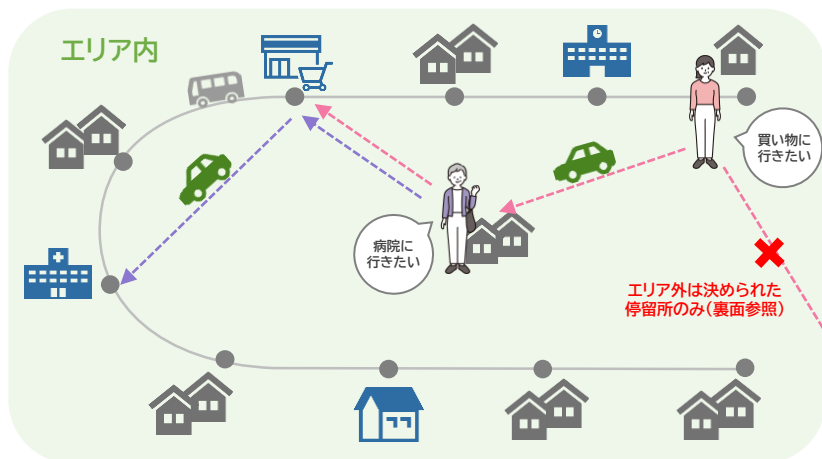 エリア内
買い物に
行きたい
病院に
行きたい
エリア外は決められた
停留所のみ(裏面参照)